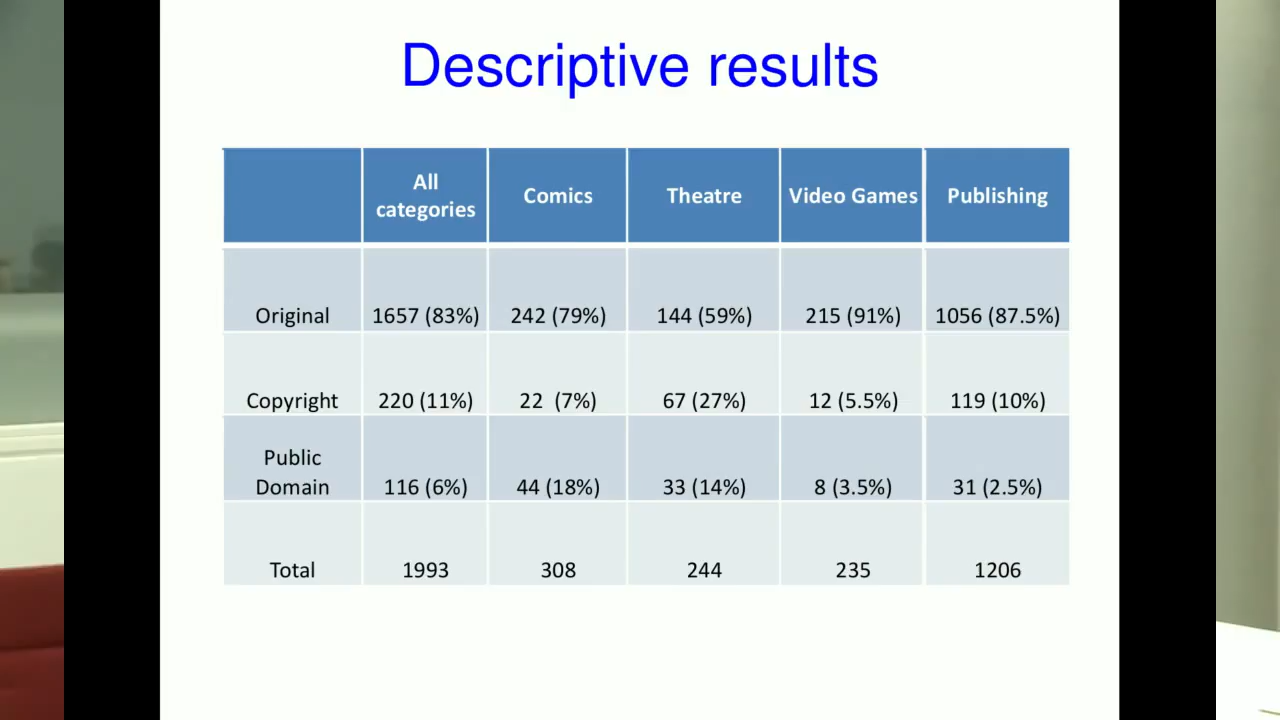 Descriptive results
All categories Comics Theatre Video Games Publishing
Original 1657 (83%) 242 (79%) 144 (59%) 215 (91%) 1056 (87.5%)
Copyright 220 (11%) 22 (7%) 67 (27%) 12 (5.5%) 119 (10%)
Public Domain 116 (6%) 44 (18%) 33 (14%) 8 (3.5%) 31 (2.5%)
Total 1993 308 244 235 1206